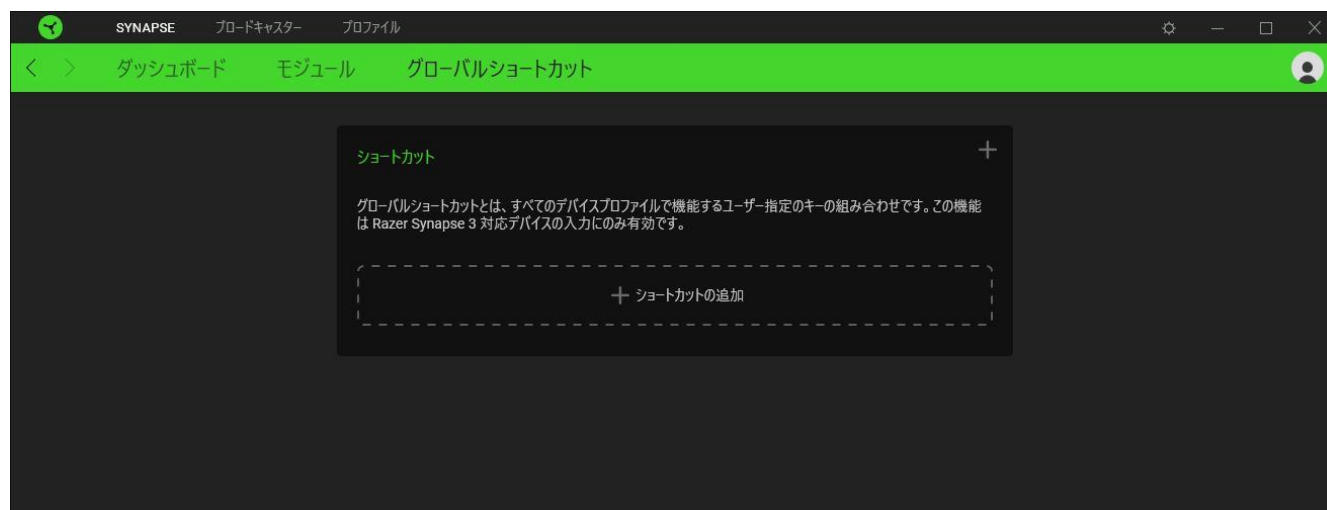 SYNAPSE ブロードキャスター プロファイル
ダッシュボード モジュール グローバルショートカット
ショートカット
グローバルショートカットとは、すべてのデバイスプロファイルで機能するユーザー指定のキーの組み合わせです。この機能
は Razer Synapse 3 対応デバイスの入力にのみ有効です。
ショートカットの追加